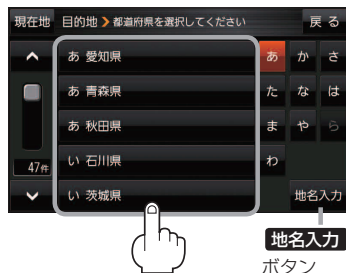 現在地 目的地 > 都道府県を選択してください 戻る
あ 愛知県 あ か さ
あ 青森県 た な は
あ 秋田県 ま や ら
い 石川県 わ
47件
い 茨城県 地名入力
地名入力
ボタン